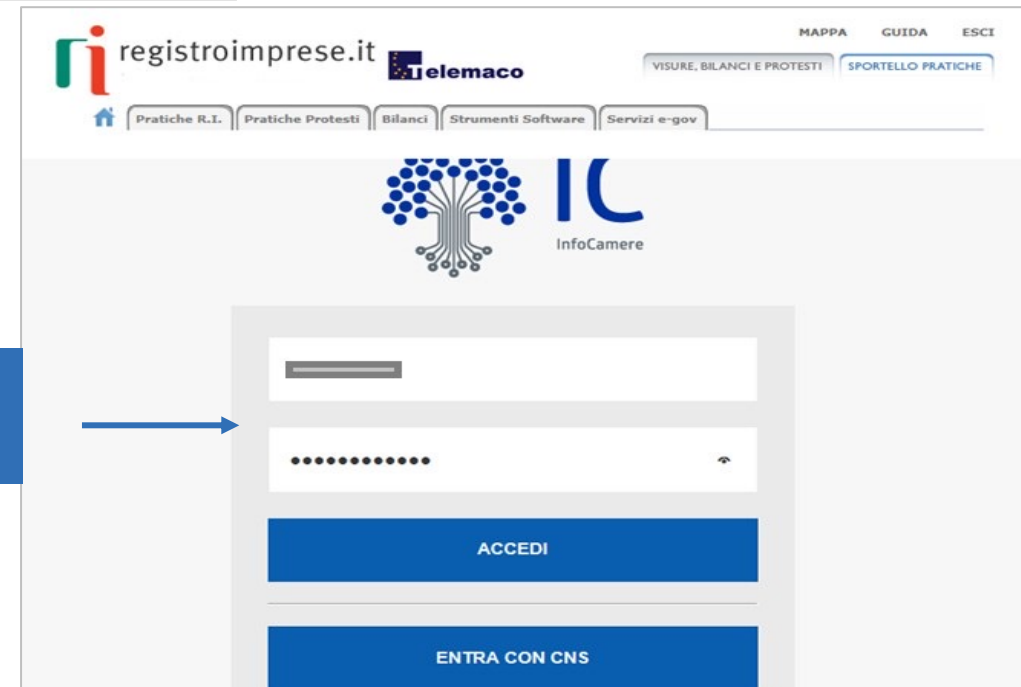 MAPPA GUIDA ESCI
registroimprese.it
Telemaco
VISURE, BILANCI E PROTESTI SPORTELLO PRATICHE
Pratiche R.I. Pratiche Protesti Bilanci Strumenti Software Servizi e-gov
IC
InfoCamere
••••••••••••
ACCEDI
ENTRA CON CNS